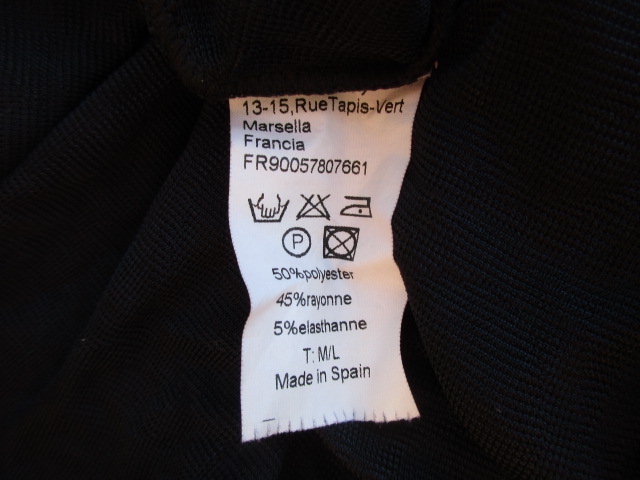 13-15,RueTapis-Vert
Marsella
Francia
FR90057807661
P
50%polyester
45%rayonne
5%elasthanne
T: M/L
Made in Spain